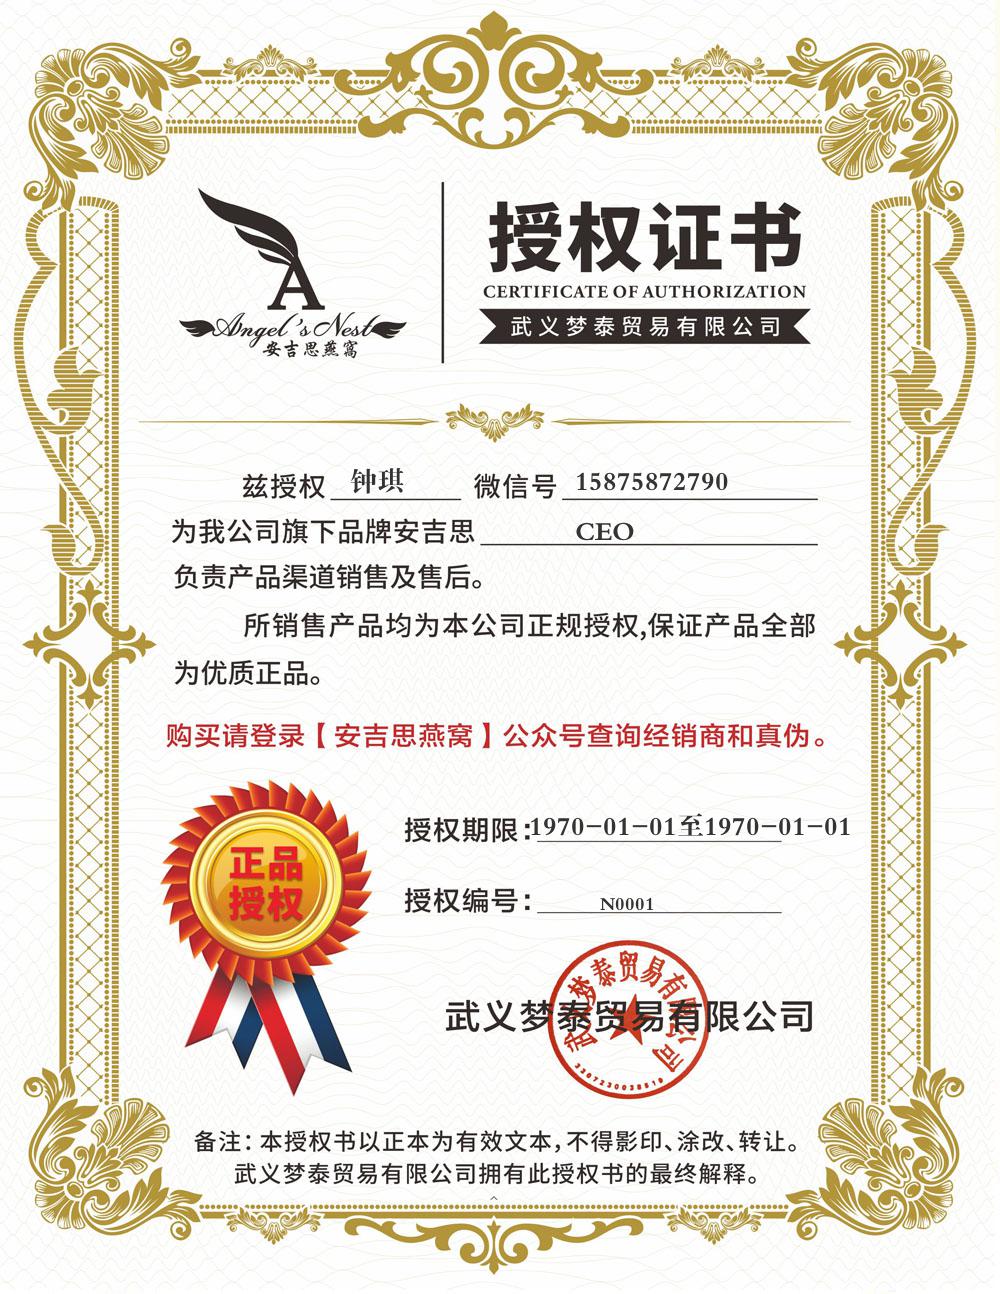 Angel's Nest
安吉思燕窝
授权证书
CERTIFICATE OF AUTHORIZATION
武义梦泰贸易有限公司
兹授权 钟琪 微信号 15875872790
为我公司旗下品牌安吉思 CEO
负责产品渠道销售及售后。
所销售产品均为本公司正规授权,保证产品全部
为优质正品。
购买请登录【安吉思燕窝】公众号查询经销商和真伪。
正品
授权
授权期限:1970-01-01至1970-01-01
授权编号: N0001
武义梦泰贸易有限公司
武义梦泰贸易有限公司
备注:本授权书以正本为有效文本,不得影印、涂改、转让。
武义梦泰贸易有限公司拥有此授权书的最终解释。